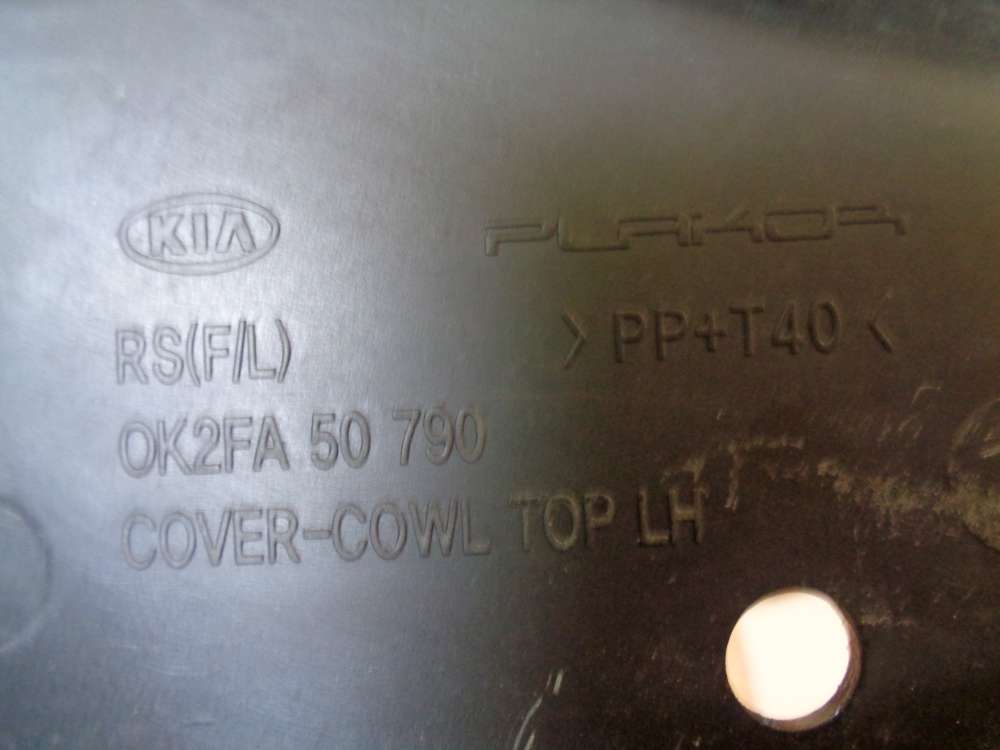 KIA
PLAKOR
RS(F/L)
>PP+T40<
OK2FA 50 790
COVER-COWL TOP LH